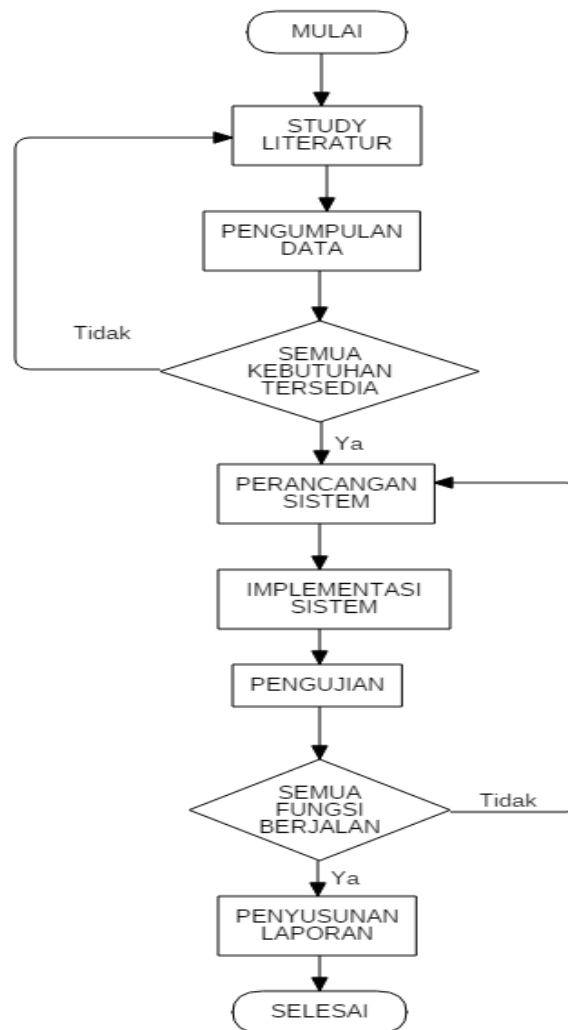 MULAI
STUDY
LITERATUR
PENGUMPULAN
DATA
Tidak
SEMUA
KEBUTUHAN
TERSEDIA
Ya
PERANCANGAN
SISTEM
IMPLEMENTASI
SISTEM
PENGUJIAN
SEMUA
FUNGSI
BERJALAN
Tidak
Ya
PENYUSUNAN
LAPORAN
SELESAI